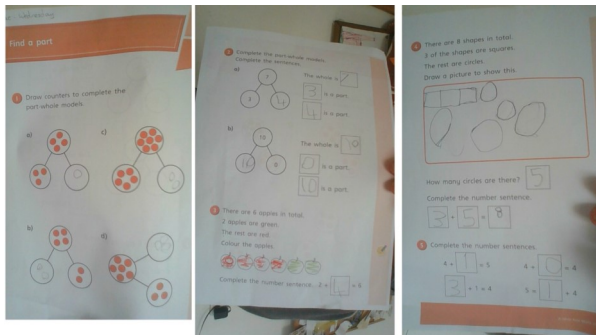 Wednesday
Find a part
1 Draw counters to complete the
part-whole models.
a)
c)
b)
d)
2 Complete the part-whole models.
Complete the sentences.
a)
7
3
4
The whole is 7
3 is a part.
4 is a part.
b)
10
10
0
The whole is 10
0 is a part.
10 is a part.
3 There are 6 apples in total.
2 apples are green.
The rest are red.
Colour the apples.
Complete the number sentence. 2 + = 6
4 There are 8 shapes in total.
3 of the shapes are squares.
The rest are circles.
Draw a picture to show this.
How many circles are there? 5
Complete the number sentence.
3 + 5 = 8
5 Complete the number sentences.
4 + 1 = 5
4 + 0 = 4
3 + 1 = 4
5 = 1 + 4